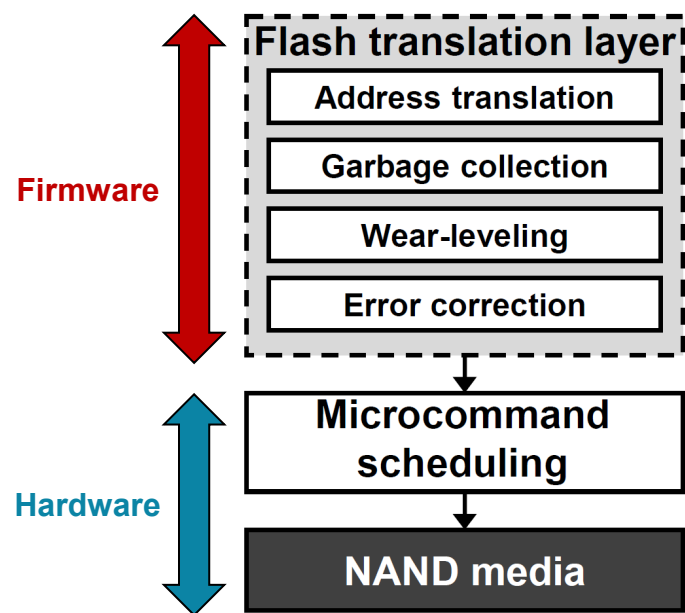 Flash translation layer
Address translation
Garbage collection
Wear-leveling
Error correction
Firmware
Microcommand
scheduling
Hardware
NAND media